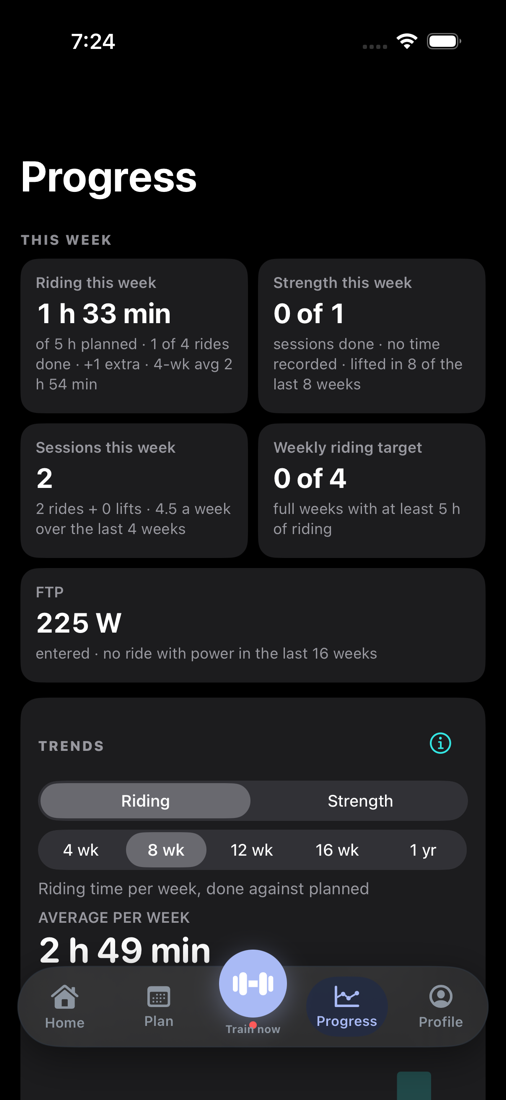 7:24
Progress
THIS WEEK
Riding this week
1 h 33 min
of 5 h planned · 1 of 4 rides
done · +1 extra · 4-wk avg 2
h 54 min
Strength this week
0 of 1
sessions done · no time
recorded · lifted in 8 of the
last 8 weeks
Sessions this week
2
2 rides + 0 lifts · 4.5 a week
over the last 4 weeks
Weekly riding target
0 of 4
full weeks with at least 5 h
of riding
FTP
225 W
entered · no ride with power in the last 16 weeks
TRENDS
Riding
Strength
4 wk
8 wk
12 wk
16 wk
1 yr
Riding time per week, done against planned
AVERAGE PER WEEK
2 h 49 min
Home
Plan
Train now
Progress
Profile